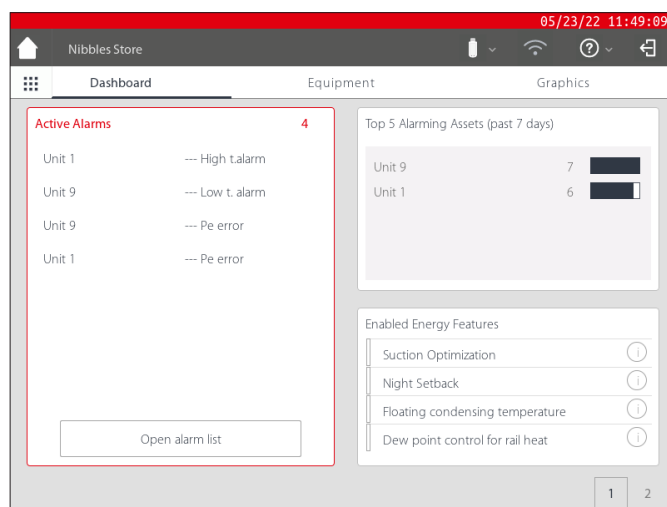 05/23/22 11:49:09
Nibbles Store
Dashboard Equipment Graphics
Active Alarms 4
Unit 1 --- High t.alarm
Unit 9 --- Low t. alarm
Unit 9 --- Pe error
Unit 1 --- Pe error
Open alarm list
Top 5 Alarming Assets (past 7 days)
Unit 9 7
Unit 1 6
Enabled Energy Features
Suction Optimization
Night Setback
Floating condensing temperature
Dew point control for rail heat
1 2